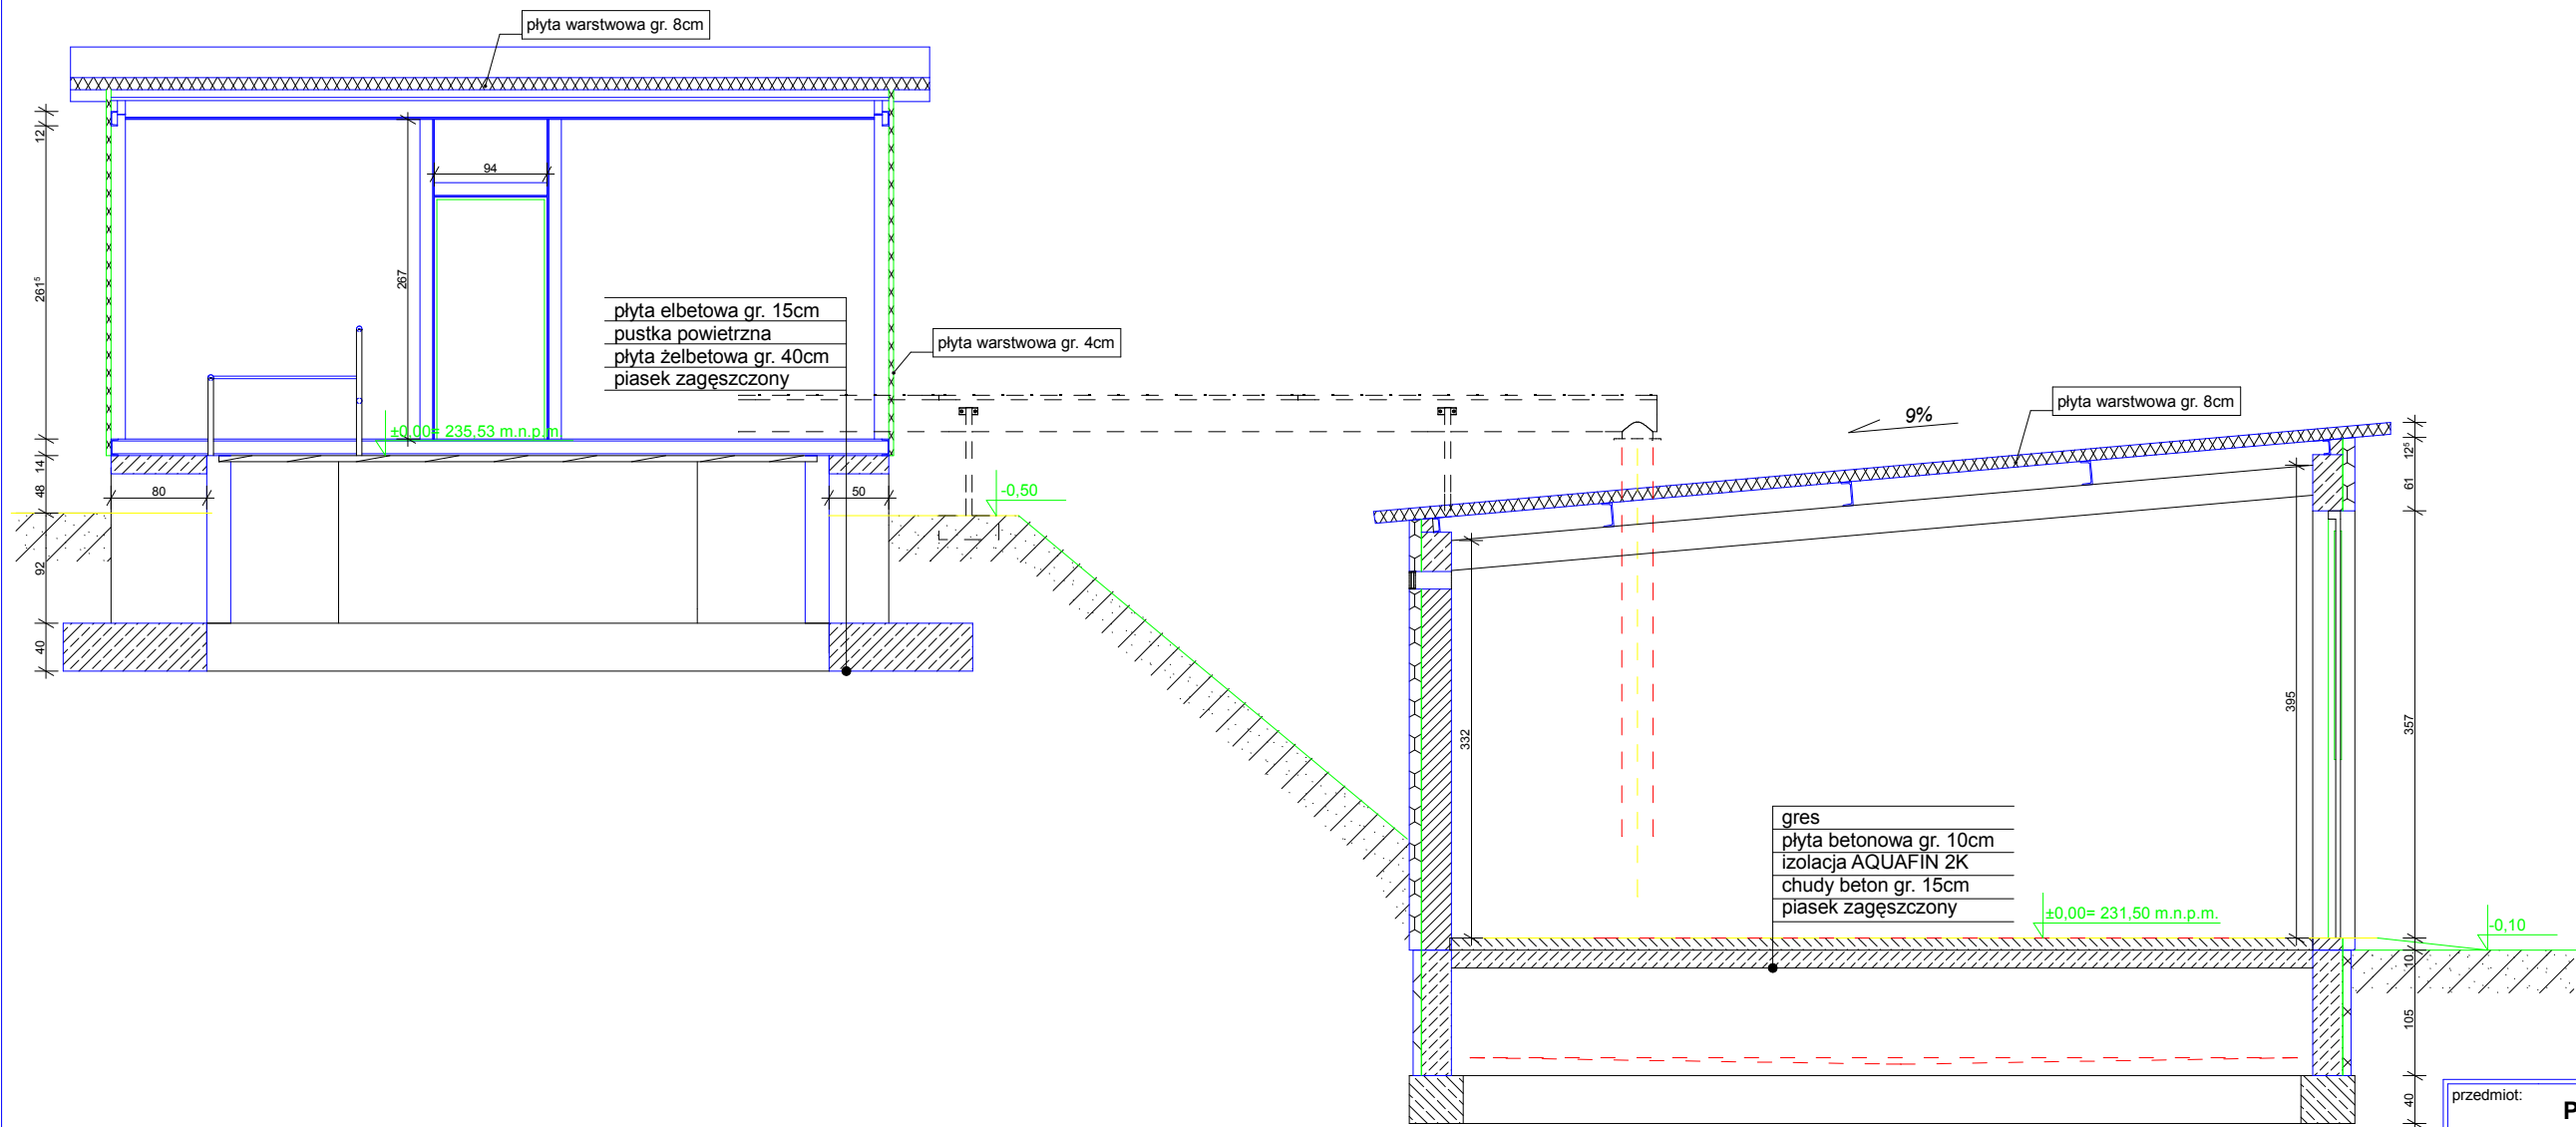 płyta warstwowa gr. 8cm
12
94
267
261⁵
płyta elbetowa gr. 15cm
pustka powietrzna
płyta żelbetowa gr. 40cm
piasek zagęszczony
płyta warstwowa gr. 4cm
±0,00= 235,53 m.n.p.m.
14
48
80
50
-0,50
92
40
9%
płyta warstwowa gr. 8cm
12⁵
61
332
395
357
gres
płyta betonowa gr. 10cm
izolacja AQUAFIN 2K
chudy beton gr. 15cm
piasek zagęszczony
±0,00= 231,50 m.n.p.m.
-0,10
10
105
40
przedmiot:
P